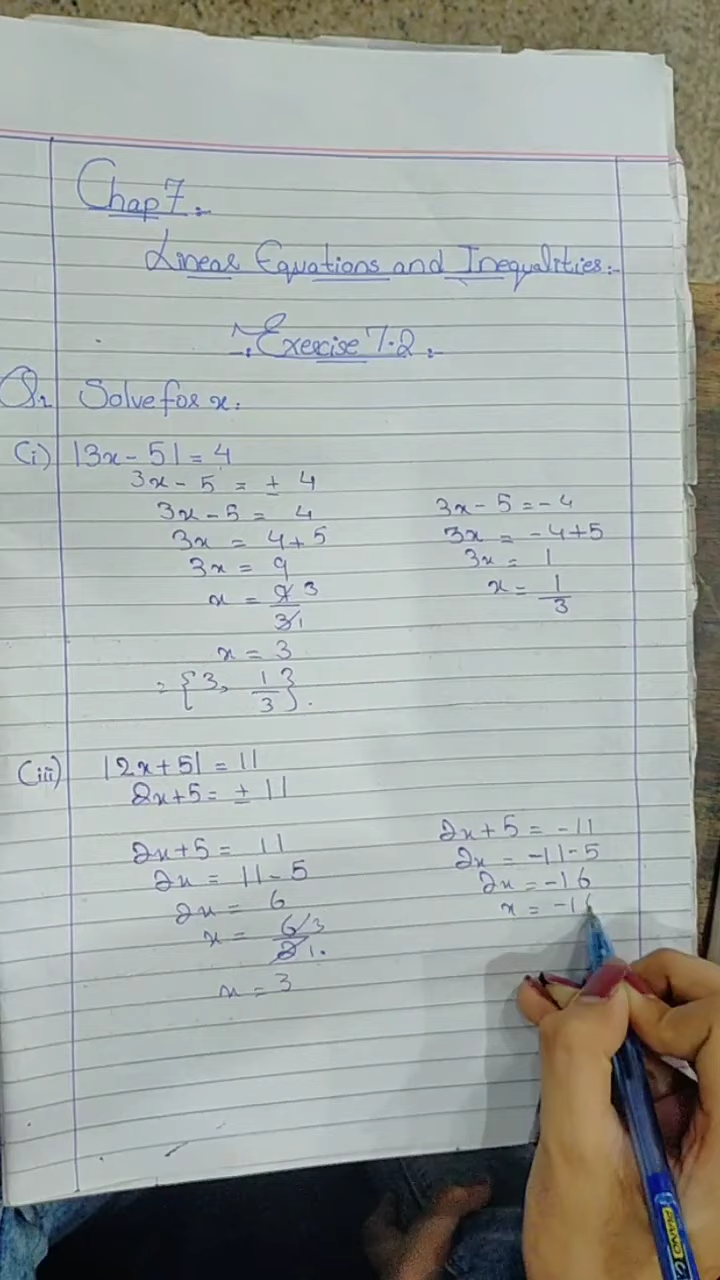 Chap 7.
Linear Equations and Inequalities:-
Exercise 7.2.
Solve for x:
(i) |3x - 5| = 4
3x - 5 = ± 4
3x - 5 = 4
3x = 4 + 5
3x = 9
x = 9/3 3 1
x = 3
3x - 5 = -4
3x = -4 + 5
3x = 1
x = 1/3
= {3, 1/3}.
(iii) |2x + 5| = 11
2x + 5 = ± 11
2x + 5 = 11
2x = 11 - 5
2x = 6
x = 6/2 3 1.
x = 3
2x + 5 = -11
2x = -11 - 5
2x = -16
x = -16
PIANO